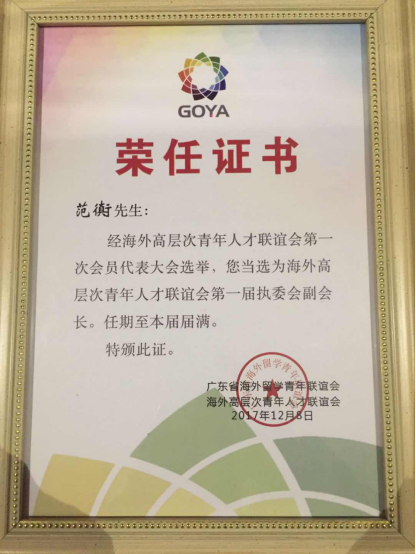 GOYA
荣任证书
范衡先生：
经海外高层次青年人才联谊会第一
次会员代表大会选举，您当选为海外高
层次青年人才联谊会第一届执委会副会
长。任期至本届届满。
特颁此证。
广东省海外留学青年联谊会
海外高层次青年人才联谊会
2017年12月8日